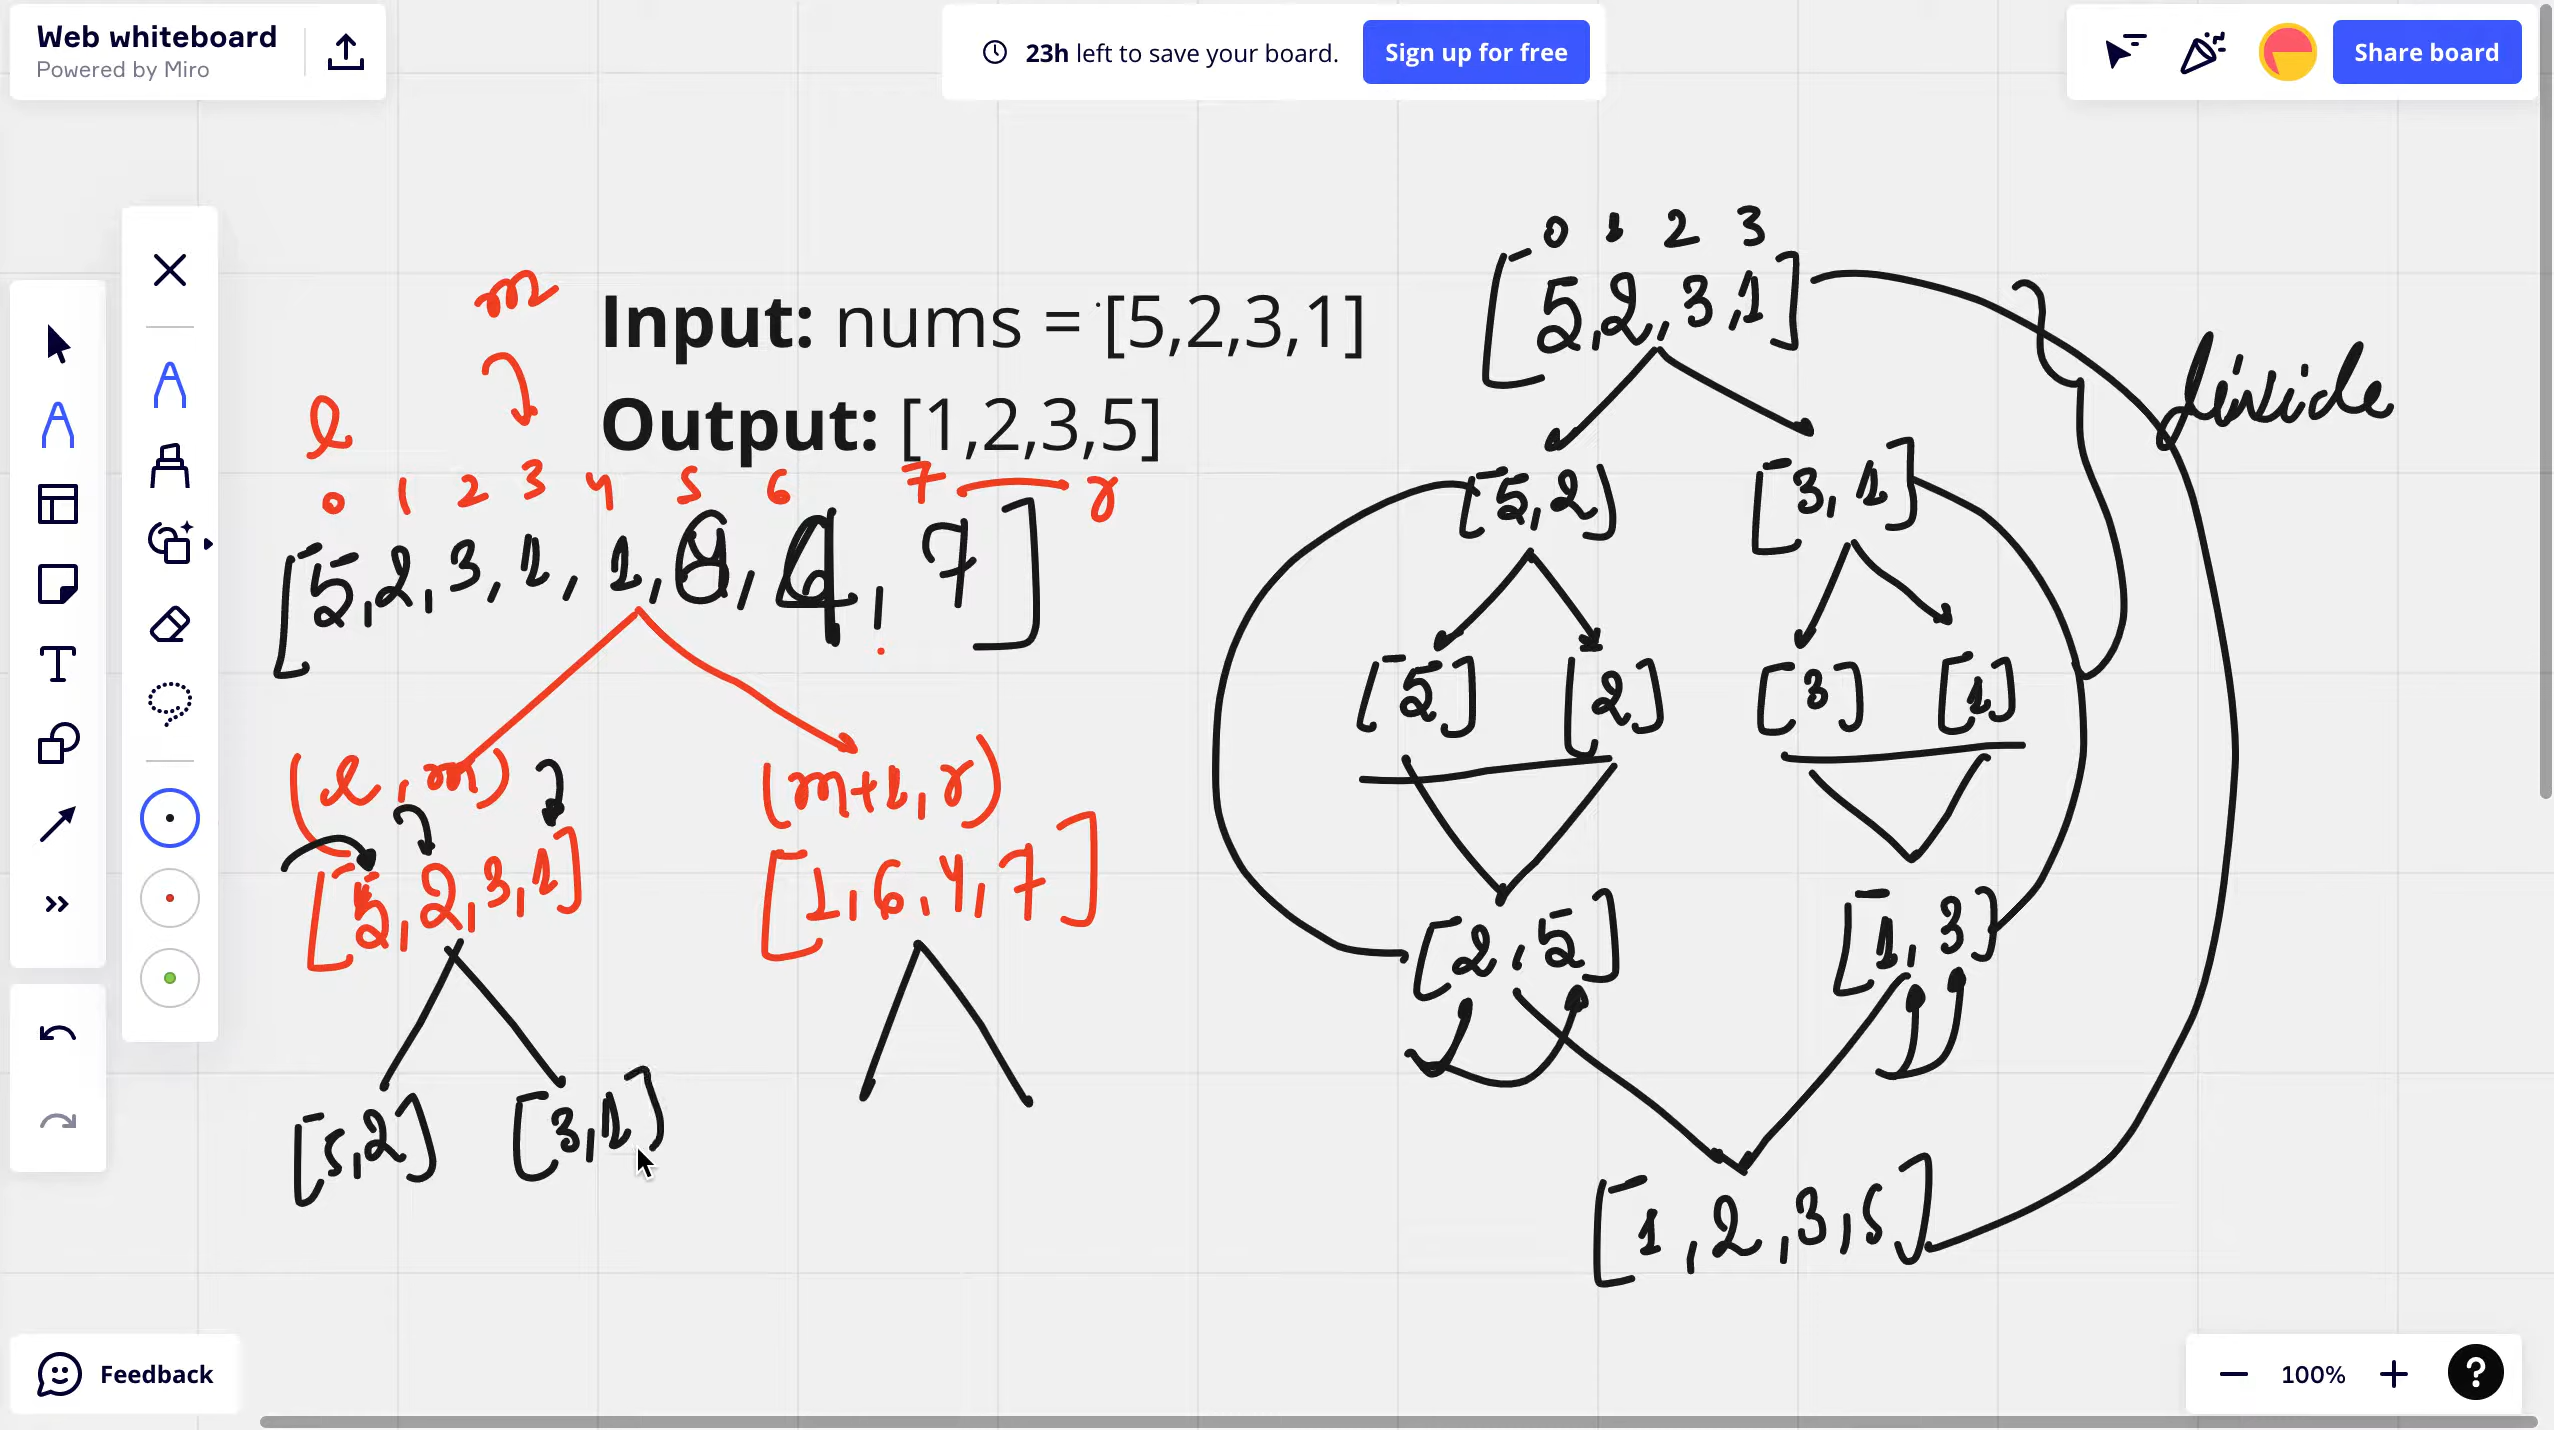 Web whiteboard
Powered by Miro
23h left to save your board.
Sign up for free
Share board
Input: nums = [5,2,3,1]
Output: [1,2,3,5]
m
l
0 1 2 3 4 5 6 7 r
[5,2,3,1,1,6,4,7]
(l,m) (m+1,r)
[5,2,3,1] [1,6,4,7]
[5,2] [3,1]
0 1 2 3
[5,2,3,1]
divide
[5,2] [3,1]
[5] [2] [3] [1]
[2,5] [1,3]
[1,2,3,5]
T
Feedback
100%
?